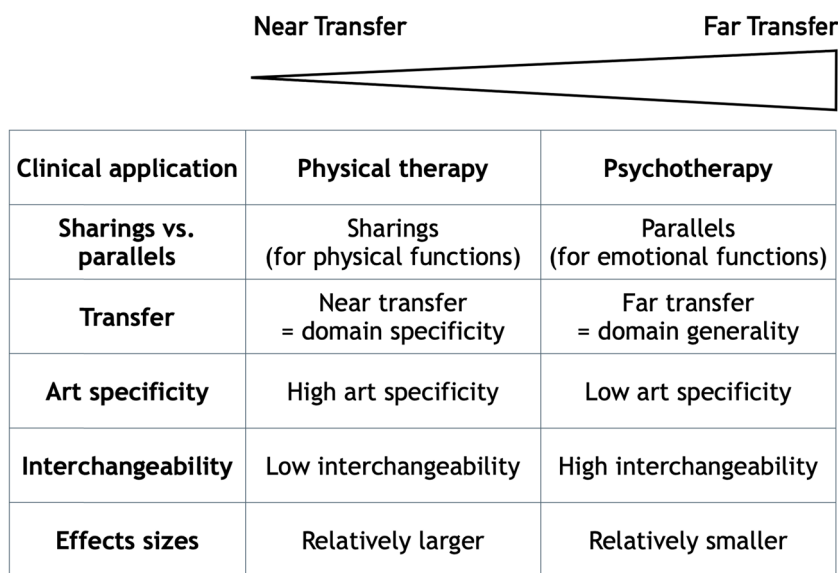 Near Transfer
Far Transfer
Clinical application
Physical therapy
Psychotherapy
Sharings vs.
parallels
Sharings
(for physical functions)
Parallels
(for emotional functions)
Transfer
Near transfer
= domain specificity
Far transfer
= domain generality
Art specificity
High art specificity
Low art specificity
Interchangeability
Low interchangeability
High interchangeability
Effects sizes
Relatively larger
Relatively smaller